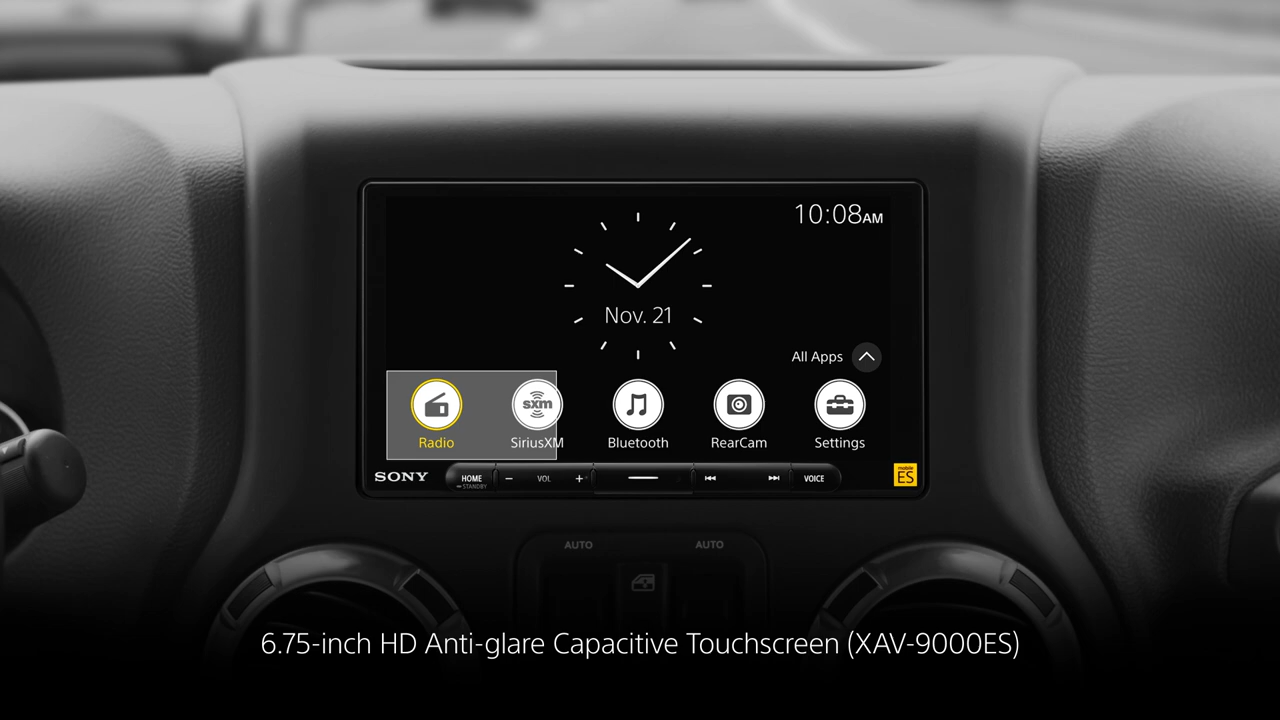 10:08AM
Nov. 21
All Apps
sxm
Radio
SiriusXM
Bluetooth
RearCam
Settings
SONY
HOME
STANDBY
− VOL +
VOICE
mobile
ES
AUTO
AUTO
6.75-inch HD Anti-glare Capacitive Touchscreen (XAV-9000ES)